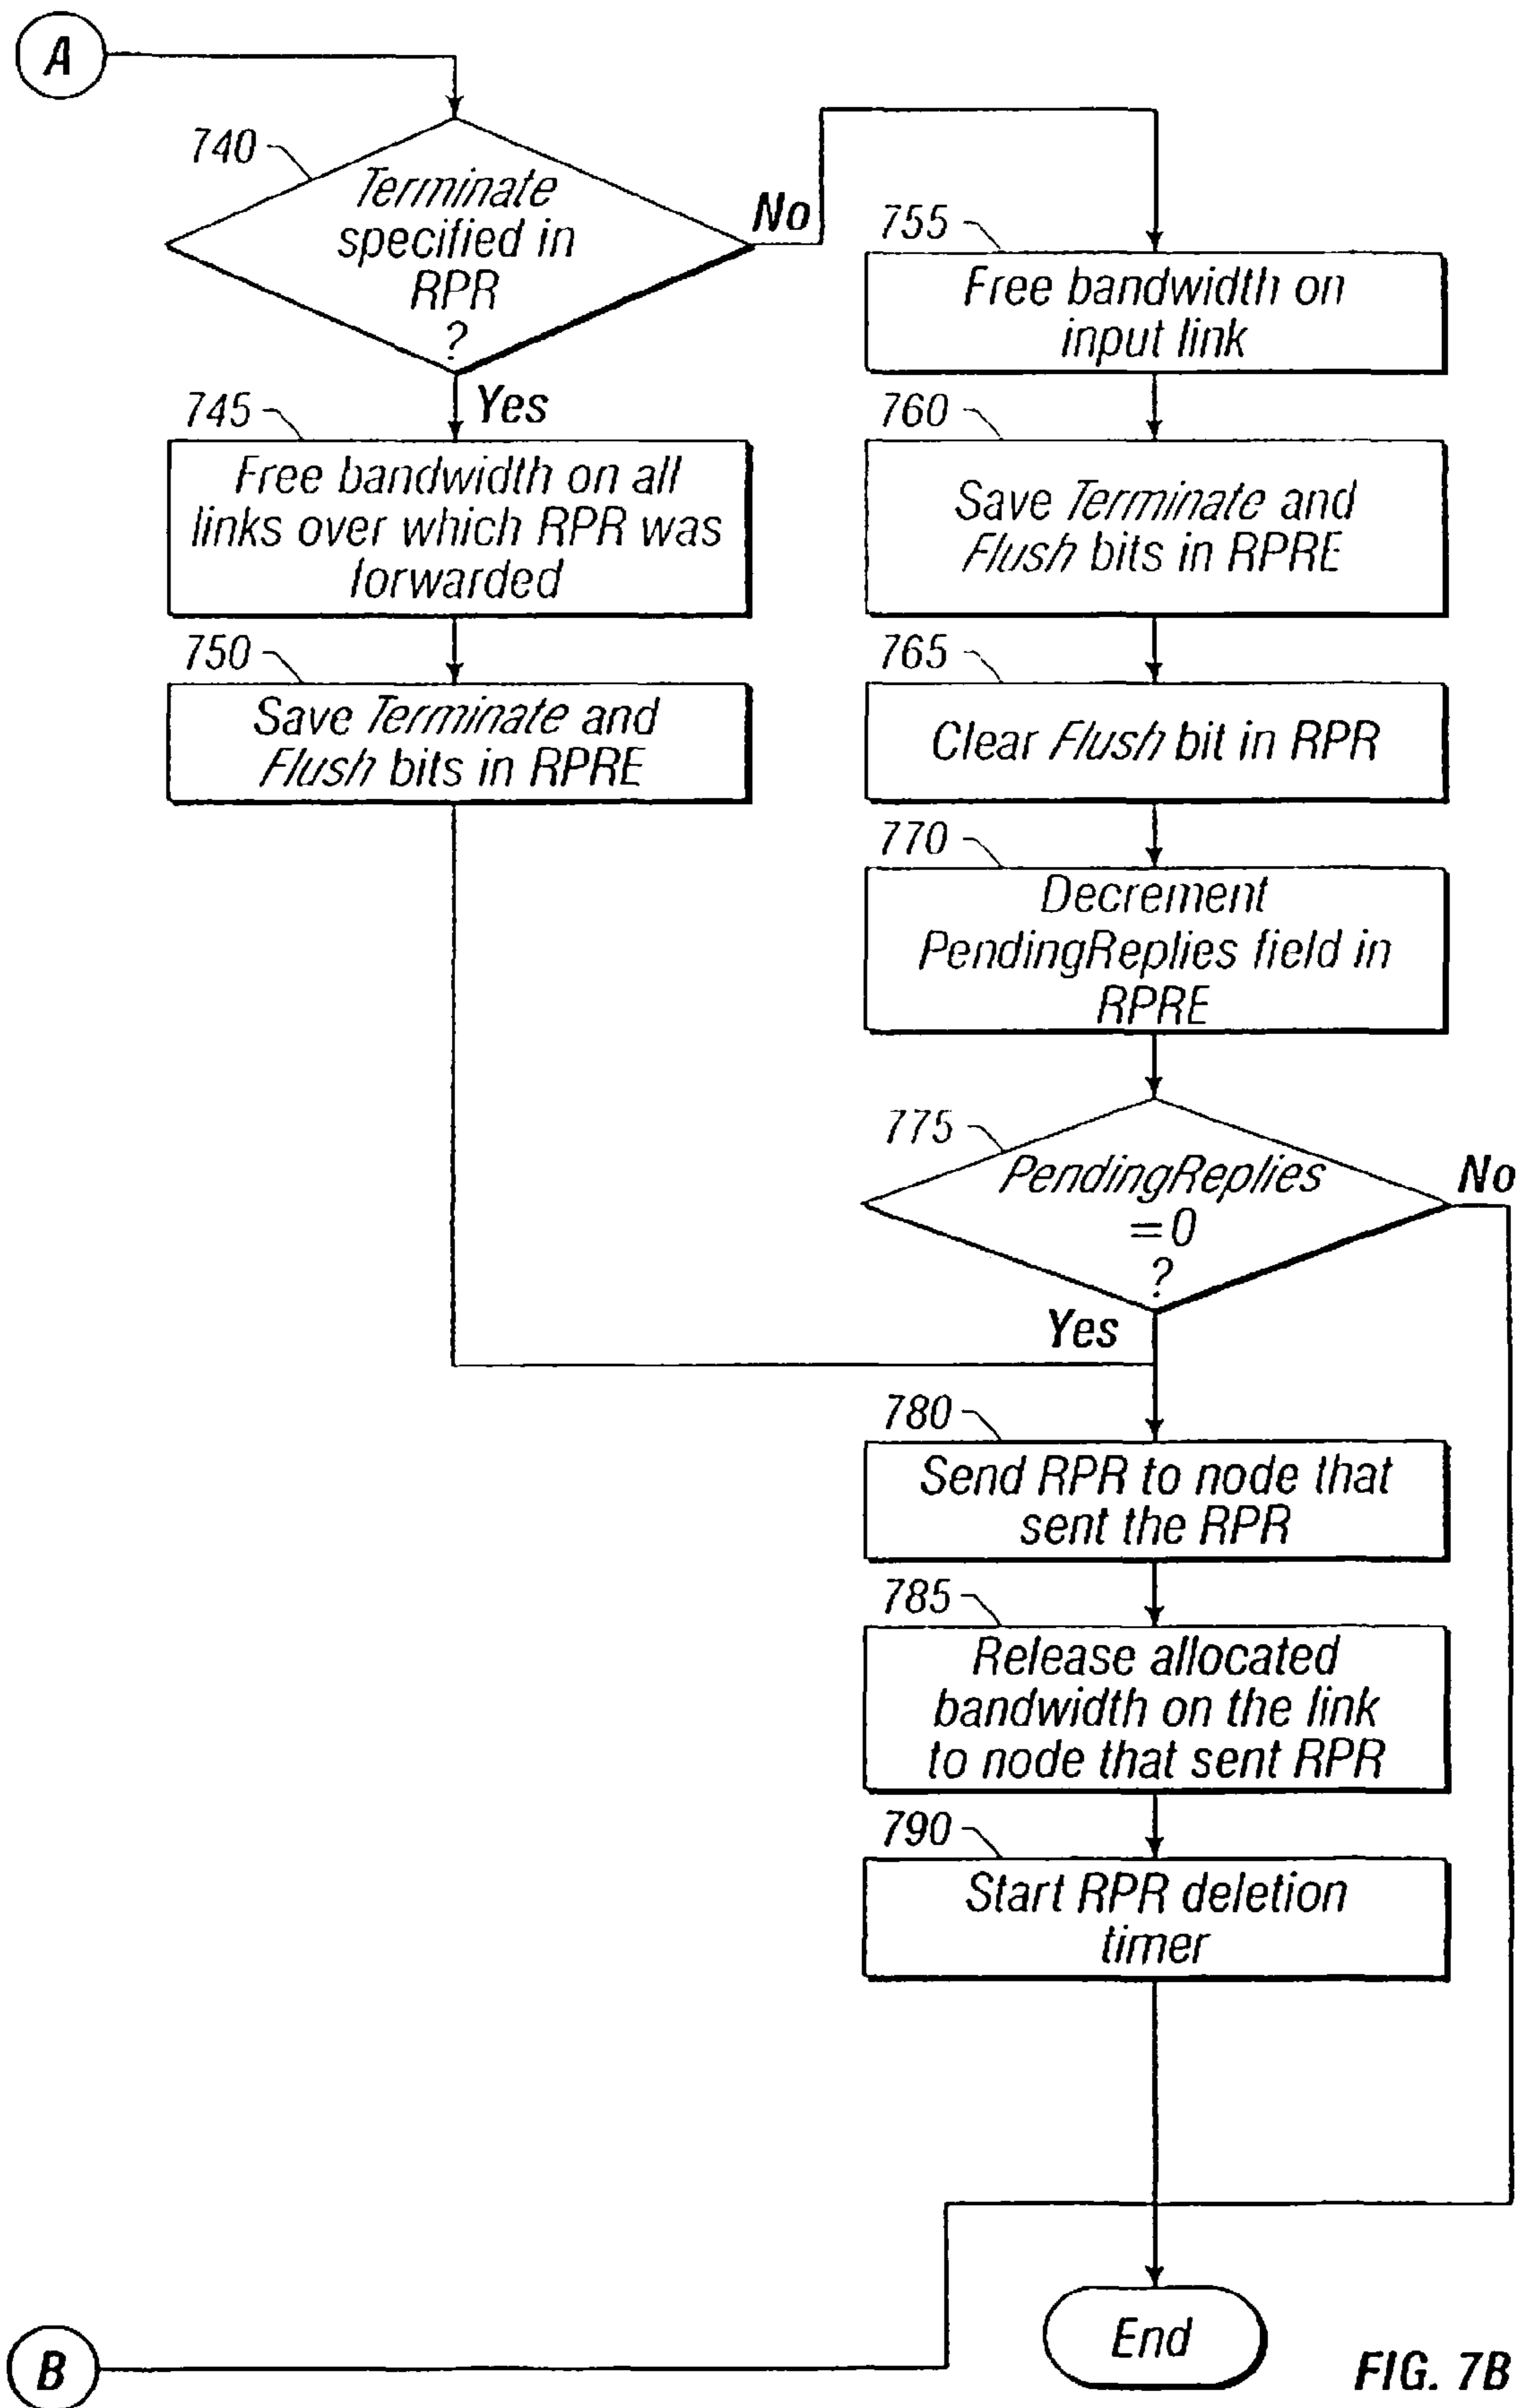 A
740
Terminate
specified in
RPR
?
No
Yes
745
Free bandwidth on all
links over which RPR was
forwarded
750
Save Terminate and
Flush bits in RPRE
755
Free bandwidth on
input link
760
Save Terminate and
Flush bits in RPRE
765
Clear Flush bit in RPR
770
Decrement
PendingReplies field in
RPRE
775
PendingReplies
=0
?
No
Yes
780
Send RPR to node that
sent the RPR
785
Release allocated
bandwidth on the link
to node that sent RPR
790
Start RPR deletion
timer
End
B
FIG. 7B